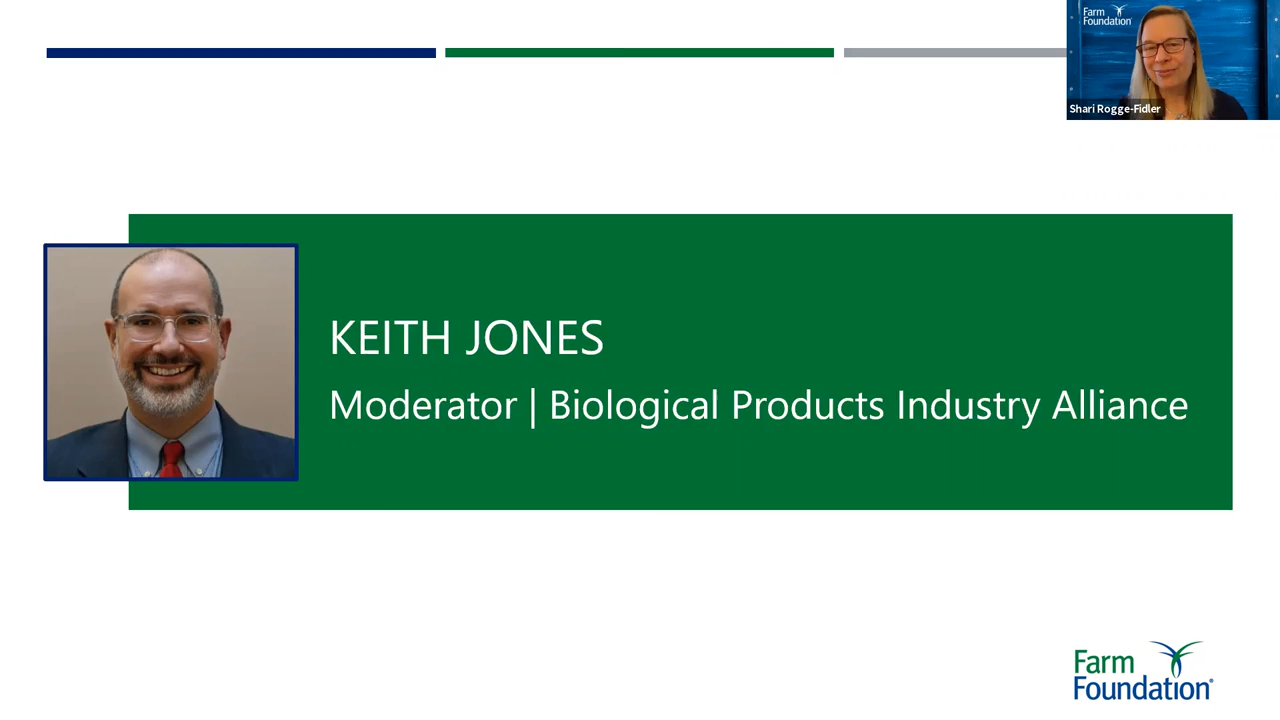 Farm
Foundation
Shari Rogge-Fidler
KEITH JONES
Moderator | Biological Products Industry Alliance
Farm
Foundation®